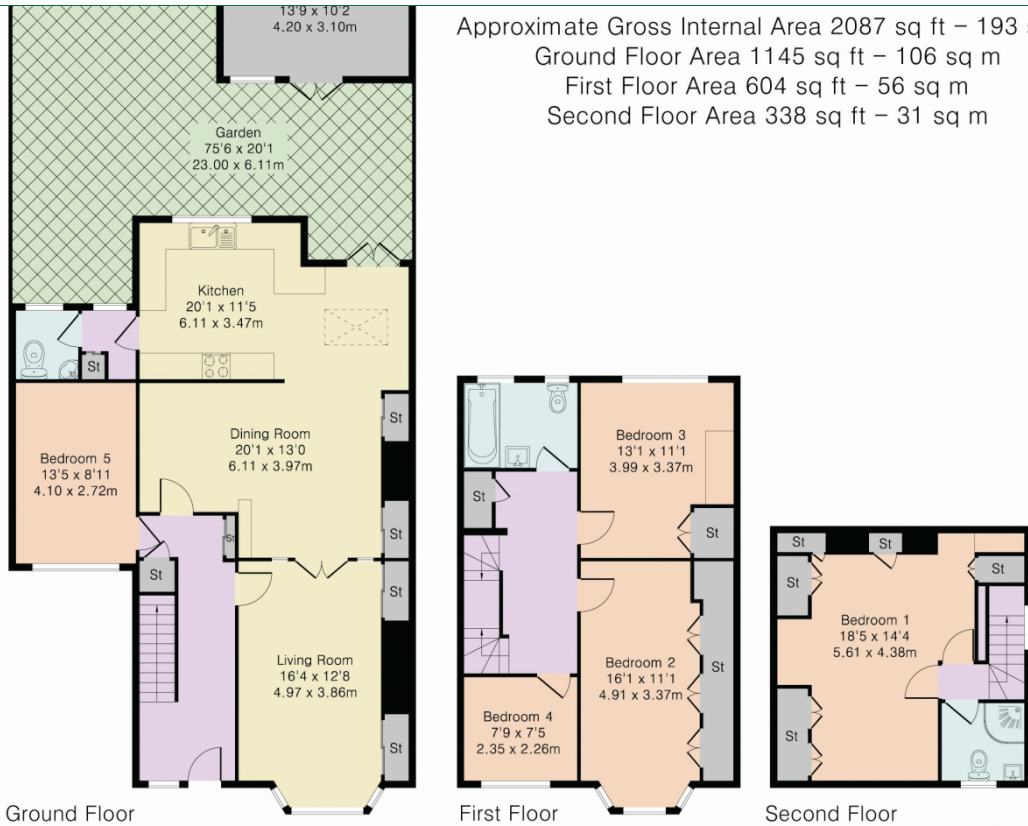 Approximate Gross Internal Area 2087 sq ft – 193
Ground Floor Area 1145 sq ft – 106 sq m
First Floor Area 604 sq ft – 56 sq m
Second Floor Area 338 sq ft – 31 sq m
13'9 x 10'2
4.20 x 3.10m
Garden
75'6 x 20'1
23.00 x 6.11m
Kitchen
20'1 x 11'5
6.11 x 3.47m
St
Dining Room
20'1 x 13'0
6.11 x 3.97m
St
Bedroom 5
13'5 x 8'11
4.10 x 2.72m
St
St
St
St
Living Room
16'4 x 12'8
4.97 x 3.86m
St
Ground Floor
Bedroom 3
13'1 x 11'1
3.99 x 3.37m
St
St
Bedroom 2
16'1 x 11'1
4.91 x 3.37m
St
Bedroom 4
7'9 x 7'5
2.35 x 2.26m
First Floor
St
St
St
St
Bedroom 1
18'5 x 14'4
5.61 x 4.38m
St
Second Floor